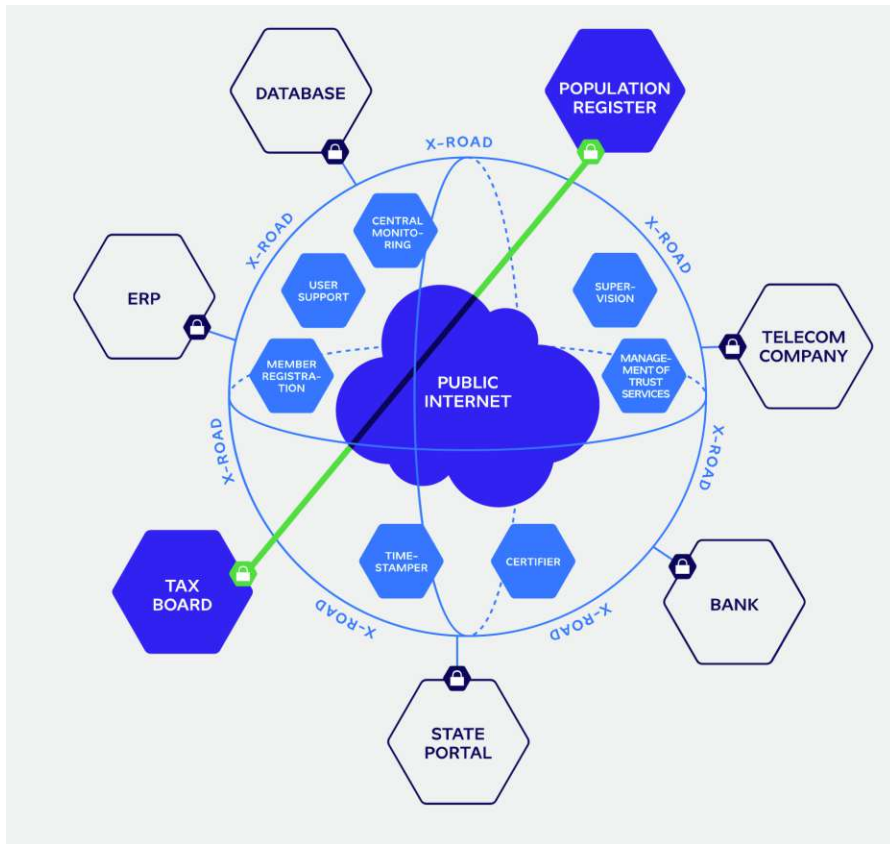 DATABASE
POPULATION
REGISTER
X-ROAD
X-ROAD
X-ROAD
CENTRAL
MONITO-
RING
USER
SUPPORT
SUPER-
VISION
ERP
TELECOM
COMPANY
MEMBER
REGISTRA-
TION
PUBLIC
INTERNET
MANAGE-
MENT OF
TRUST
SERVICES
X-ROAD
X-ROAD
TIME-
STAMPER
CERTIFIER
TAX
BOARD
BANK
X-ROAD
X-ROAD
STATE
PORTAL